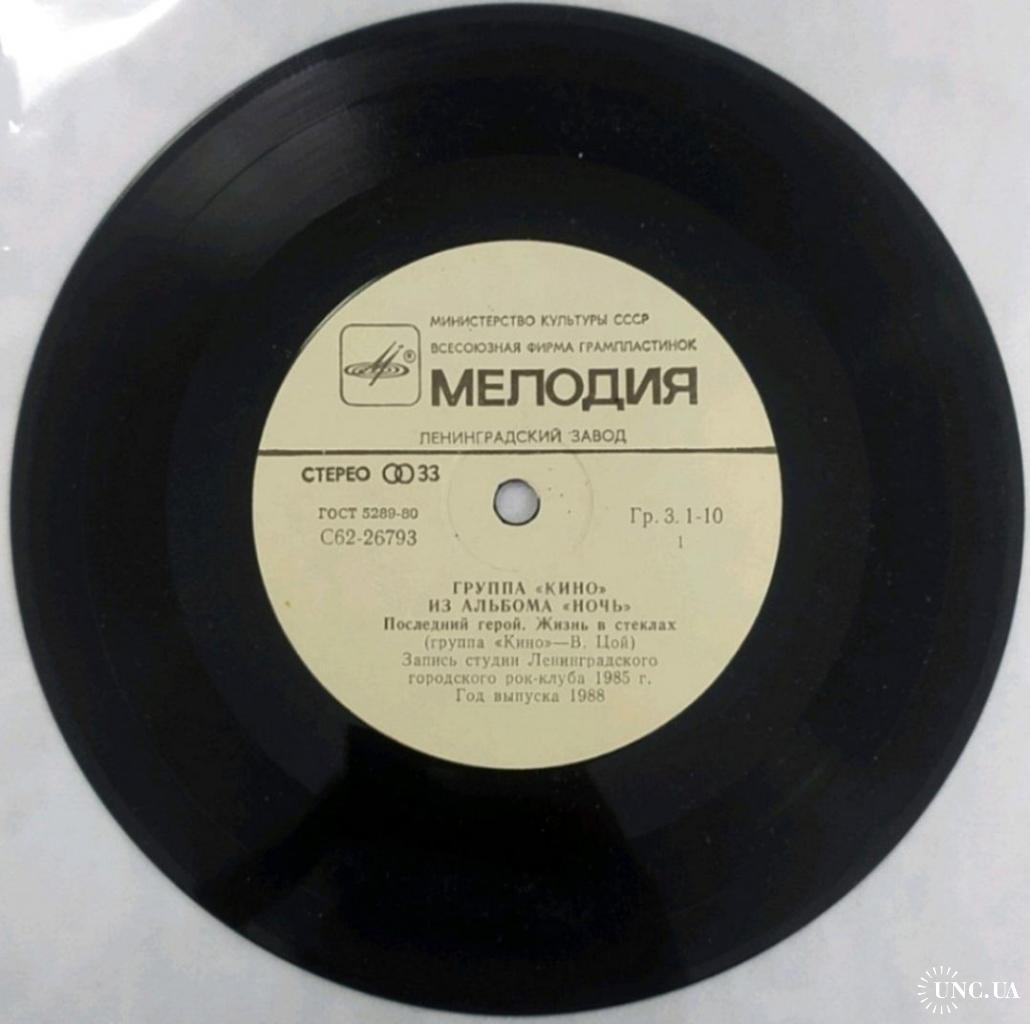 МИНИСТЕРСТВО КУЛЬТУРЫ СССР
ВСЕСОЮЗНАЯ ФИРМА ГРАМПЛАСТИНОК
®
МЕЛОДИЯ
ЛЕНИНГРАДСКИЙ ЗАВОД
СТЕРЕО 33
ГОСТ 5289-80
С62-26793
Гр. 3. 1-10
1
ГРУППА «КИНО»
ИЗ АЛЬБОМА «НОЧЬ»
Последний герой. Жизнь в стеклах
(группа «Кино»—В. Цой)
Запись студии Ленинградского
городского рок-клуба 1985 г.
Год выпуска 1988
UNC.UA